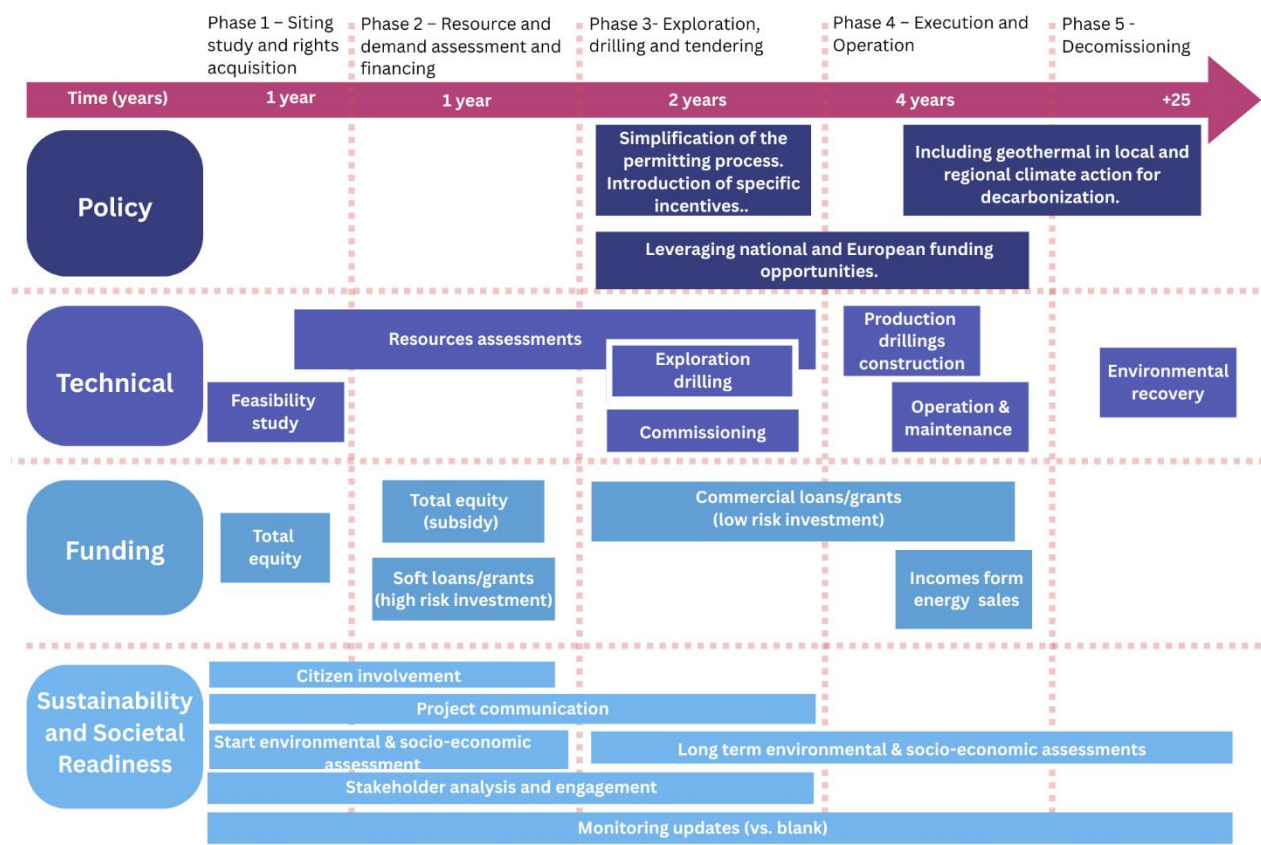 Phase 1 – Siting
study and rights
acquisition
Phase 2 – Resource and
demand assessment and
financing
Phase 3- Exploration,
drilling and tendering
Phase 4 – Execution and
Operation
Phase 5 -
Decomissioning
Time (years)
1 year
1 year
2 years
4 years
+25
Policy
Simplification of the
permitting process.
Introduction of specific
incentives..
Including geothermal in local and
regional climate action for
decarbonization.
Leveraging national and European funding
opportunities.
Technical
Resources assessments
Exploration
drilling
Feasibility
study
Commissioning
Production
drillings
construction
Operation &
maintenance
Environmental
recovery
Funding
Total
equity
Total equity
(subsidy)
Soft loans/grants
(high risk investment)
Commercial loans/grants
(low risk investment)
Incomes form
energy sales
Sustainability
and Societal
Readiness
Citizen involvement
Project communication
Start environmental & socio-economic
assessment
Long term environmental & socio-economic assessments
Stakeholder analysis and engagement
Monitoring updates (vs. blank)